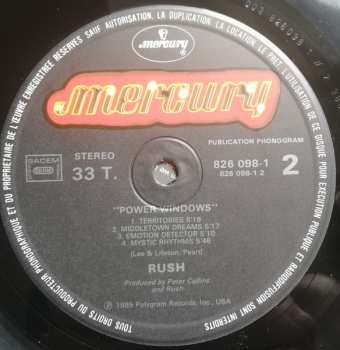 TOUS DROITS DU PRODUCTEUR PHONOGRAPHIQUE ET DU PROPRIETAIRE DE L'ŒUVRE ENREGISTREE RESERVES SAUF AUTORISATION, LA DUPLICATION, LA LOCATION, LE PRET, L'UTILISATION DE CE DISQUE POUR EXECUTION PUBLIQUE ET RADIODIFFUSION SONT INTERDITS
mercury
mercury
PUBLICATION PHONOGRAM
SACEM
STEREO
33 T.
826 098-1
826 098-1 2
2
"POWER WINDOWS"
1. TERRITORIES 6'19
2. MIDDLETOWN DREAMS 5'17
3. EMOTION DETECTOR 5'10
4. MYSTIC RHYTHMS 5'46
(Lee & Lifeson/Peart)
RUSH
Produced by Peter Collins
and Rush
℗ 1985 Polygram Records Inc., USA